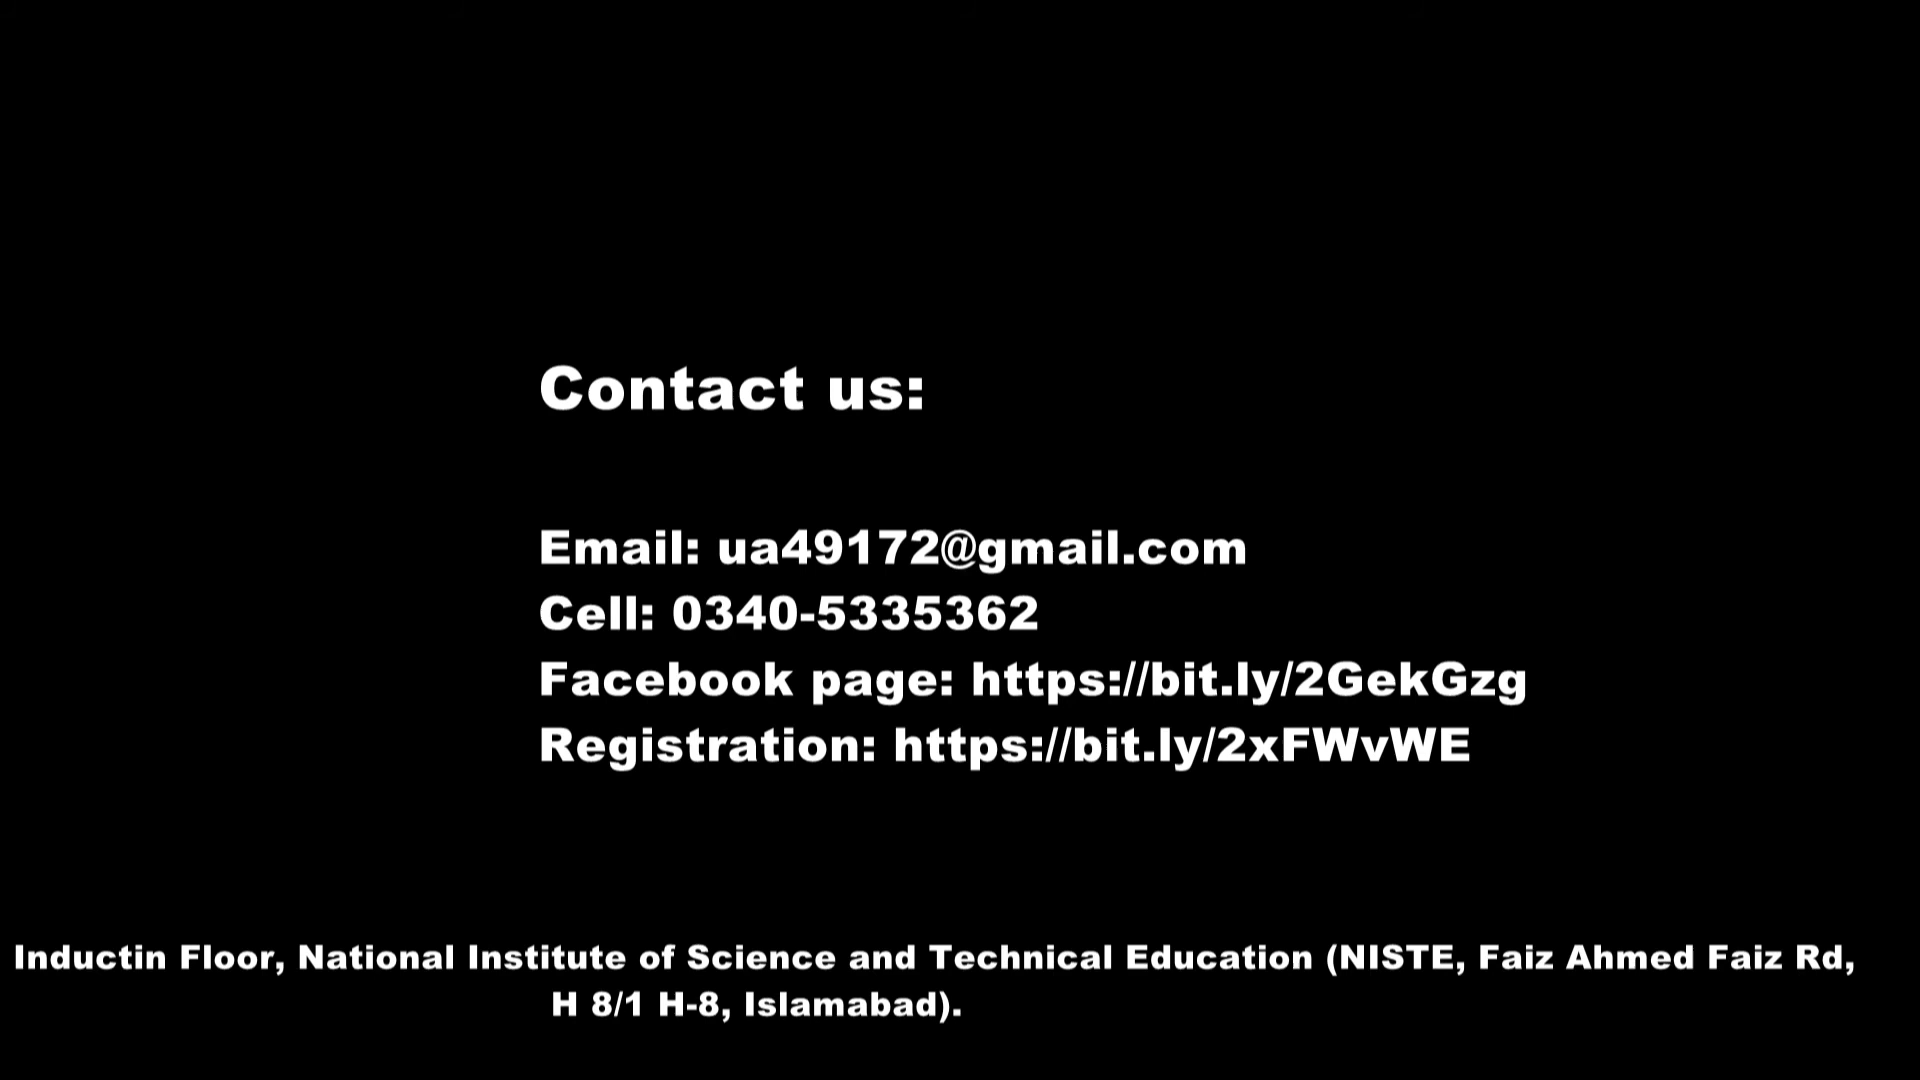 Contact us:
Email: ua49172@gmail.com
Cell: 0340-5335362
Facebook page: https://bit.ly/2GekGzg
Registration: https://bit.ly/2xFWvWE
Inductin Floor, National Institute of Science and Technical Education (NISTE, Faiz Ahmed Faiz Rd,
H 8/1 H-8, Islamabad).